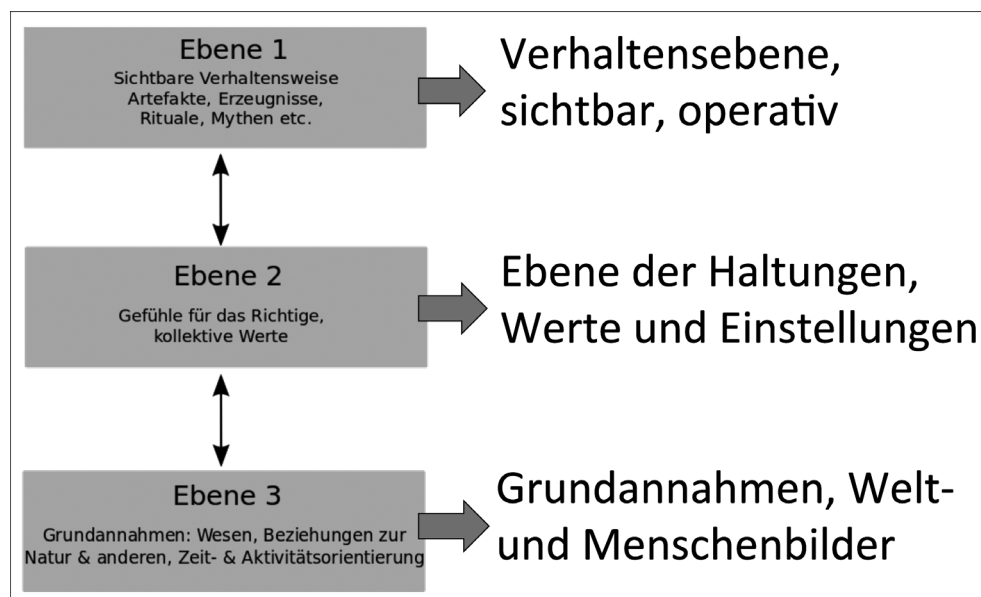 Ebene 1
Sichtbare Verhaltensweise
Artefakte, Erzeugnisse,
Rituale, Mythen etc.
Verhaltensebene,
sichtbar, operativ
Ebene 2
Gefühle für das Richtige,
kollektive Werte
Ebene der Haltungen,
Werte und Einstellungen
Ebene 3
Grundannahmen: Wesen, Beziehungen zur
Natur & anderen, Zeit- & Aktivitätsorientierung
Grundannahmen, Welt-
und Menschenbilder